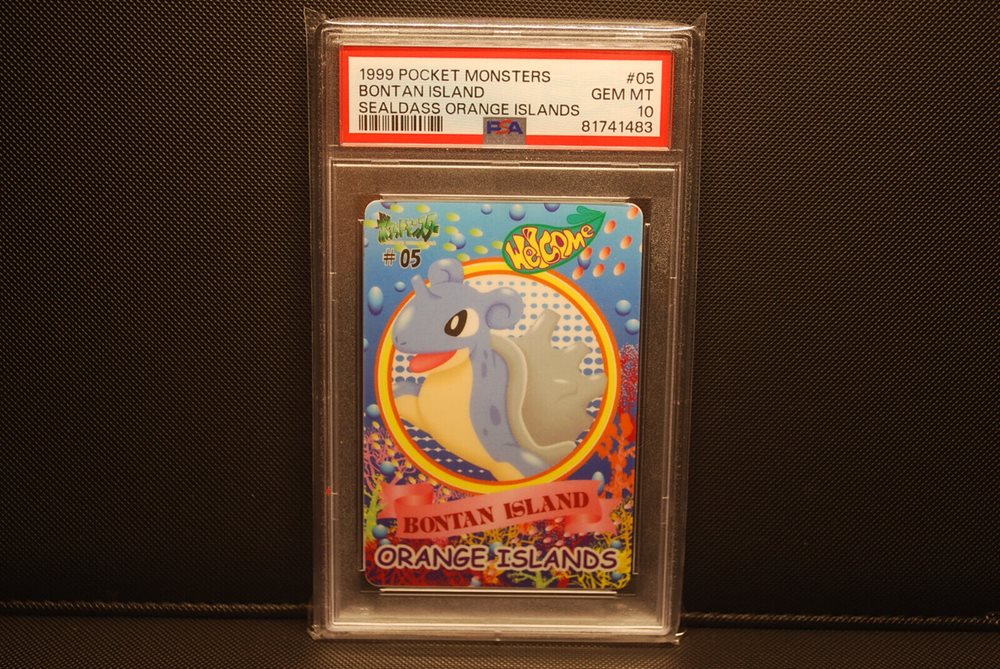 1999 POCKET MONSTERS #05
BONTAN ISLAND GEM MT
SEALDASS ORANGE ISLANDS 10
PSA 81741483
# 05
WELCOME
BONTAN ISLAND
ORANGE ISLANDS